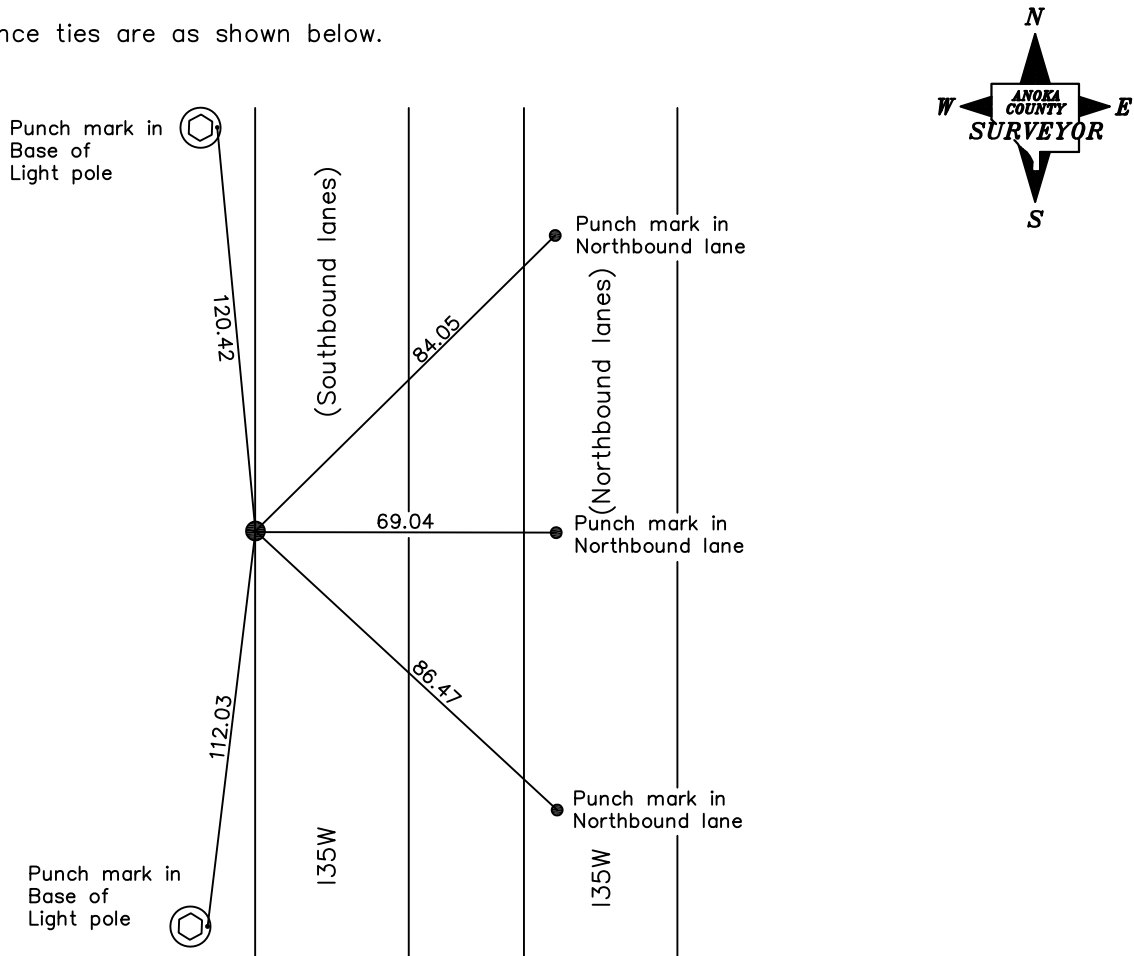 nce ties are as shown below.
N
W
ANOKA
COUNTY
SURVEYOR
E
S
Punch mark in
Base of
Light pole
(Southbound lanes)
Punch mark in
Northbound lane
120.42
84.05
(Northbound lanes)
69.04
Punch mark in
Northbound lane
86.47
112.03
Punch mark in
Northbound lane
I35W
I35W
Punch mark in
Base of
Light pole